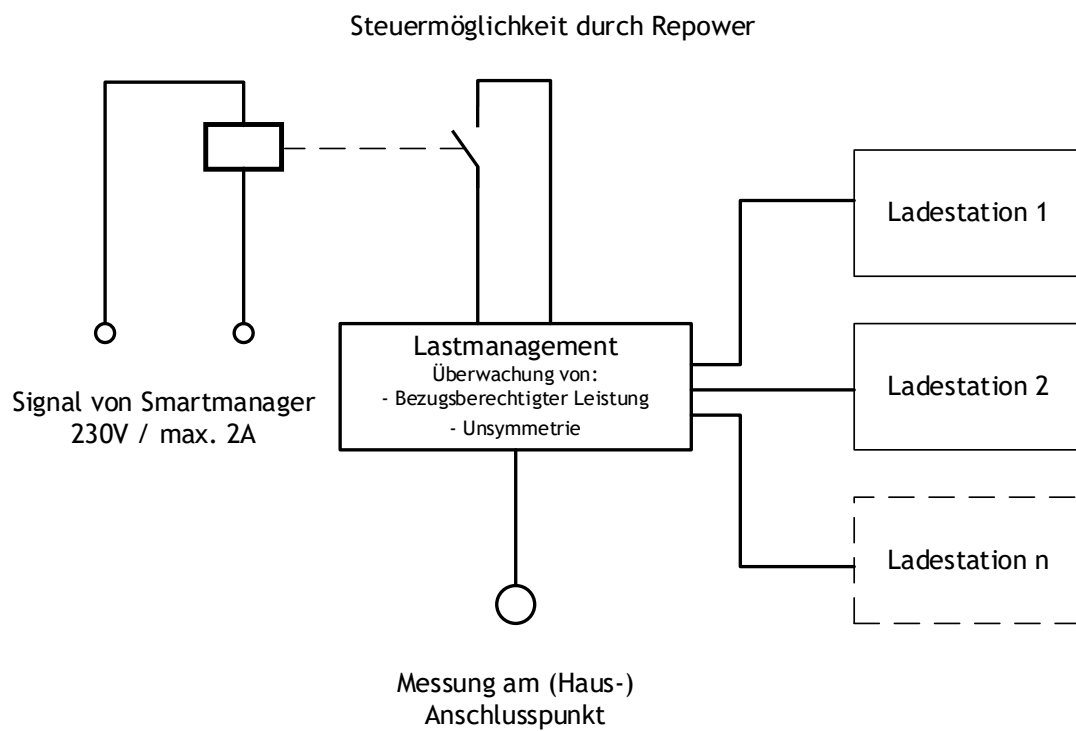 Steuermöglichkeit durch Repower
Ladestation 1
Lastmanagement
Überwachung von:
- Bezugsberechtigter Leistung
- Unsymmetrie
Ladestation 2
Signal von Smartmanager
230V / max. 2A
Ladestation n
Messung am (Haus-)
Anschlusspunkt